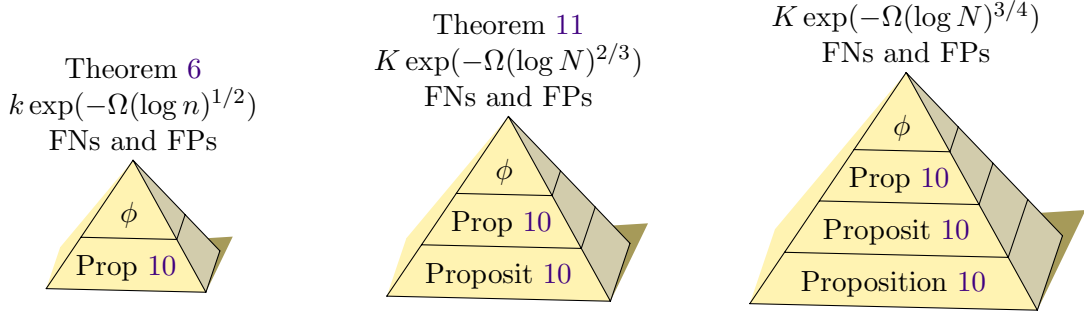 Theorem 6
k exp(−Ω(log n)^{1/2})
FNs and FPs
ϕ
Prop 10
Theorem 11
K exp(−Ω(log N)^{2/3})
FNs and FPs
ϕ
Prop 10
Proposit 10
K exp(−Ω(log N)^{3/4})
FNs and FPs
ϕ
Prop 10
Proposit 10
Proposition 10